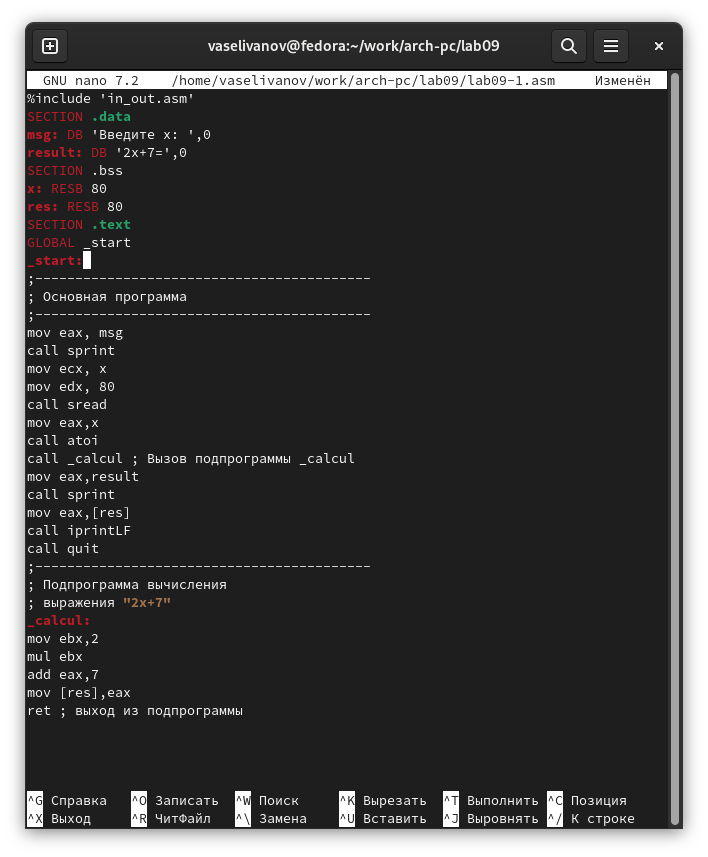 vaselivanov@fedora:~/work/arch-pc/lab09
GNU nano 7.2 /home/vaselivanov/work/arch-pc/lab09/lab09-1.asm Изменён
%include 'in_out.asm'
SECTION .data
msg: DB 'Введите x: ',0
result: DB '2x+7=',0
SECTION .bss
x: RESB 80
res: RESB 80
SECTION .text
GLOBAL _start
_start:
;------------------------------------------
; Основная программа
;------------------------------------------
mov eax, msg
call sprint
mov ecx, x
mov edx, 80
call sread
mov eax,x
call atoi
call _calcul ; Вызов подпрограммы _calcul
mov eax,result
call sprint
mov eax,[res]
call iprintLF
call quit
;------------------------------------------
; Подпрограмма вычисления
; выражения "2x+7"
_calcul:
mov ebx,2
mul ebx
add eax,7
mov [res],eax
ret ; выход из подпрограммы
^G Справка ^O Записать ^W Поиск ^K Вырезать ^T Выполнить ^C Позиция
^X Выход ^R ЧитФайл ^\ Замена ^U Вставить ^J Выровнять ^/ К строке